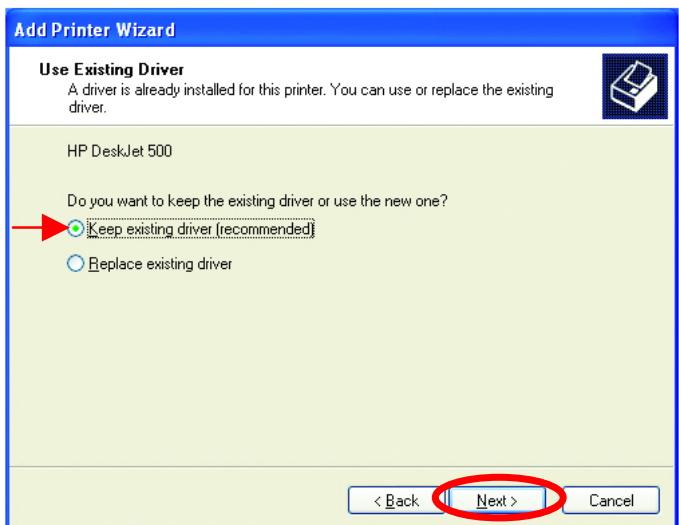 Add Printer Wizard
Use Existing Driver
A driver is already installed for this printer. You can use or replace the existing
driver.
HP DeskJet 500
Do you want to keep the existing driver or use the new one?
Keep existing driver (recommended)
Replace existing driver
< Back Next > Cancel